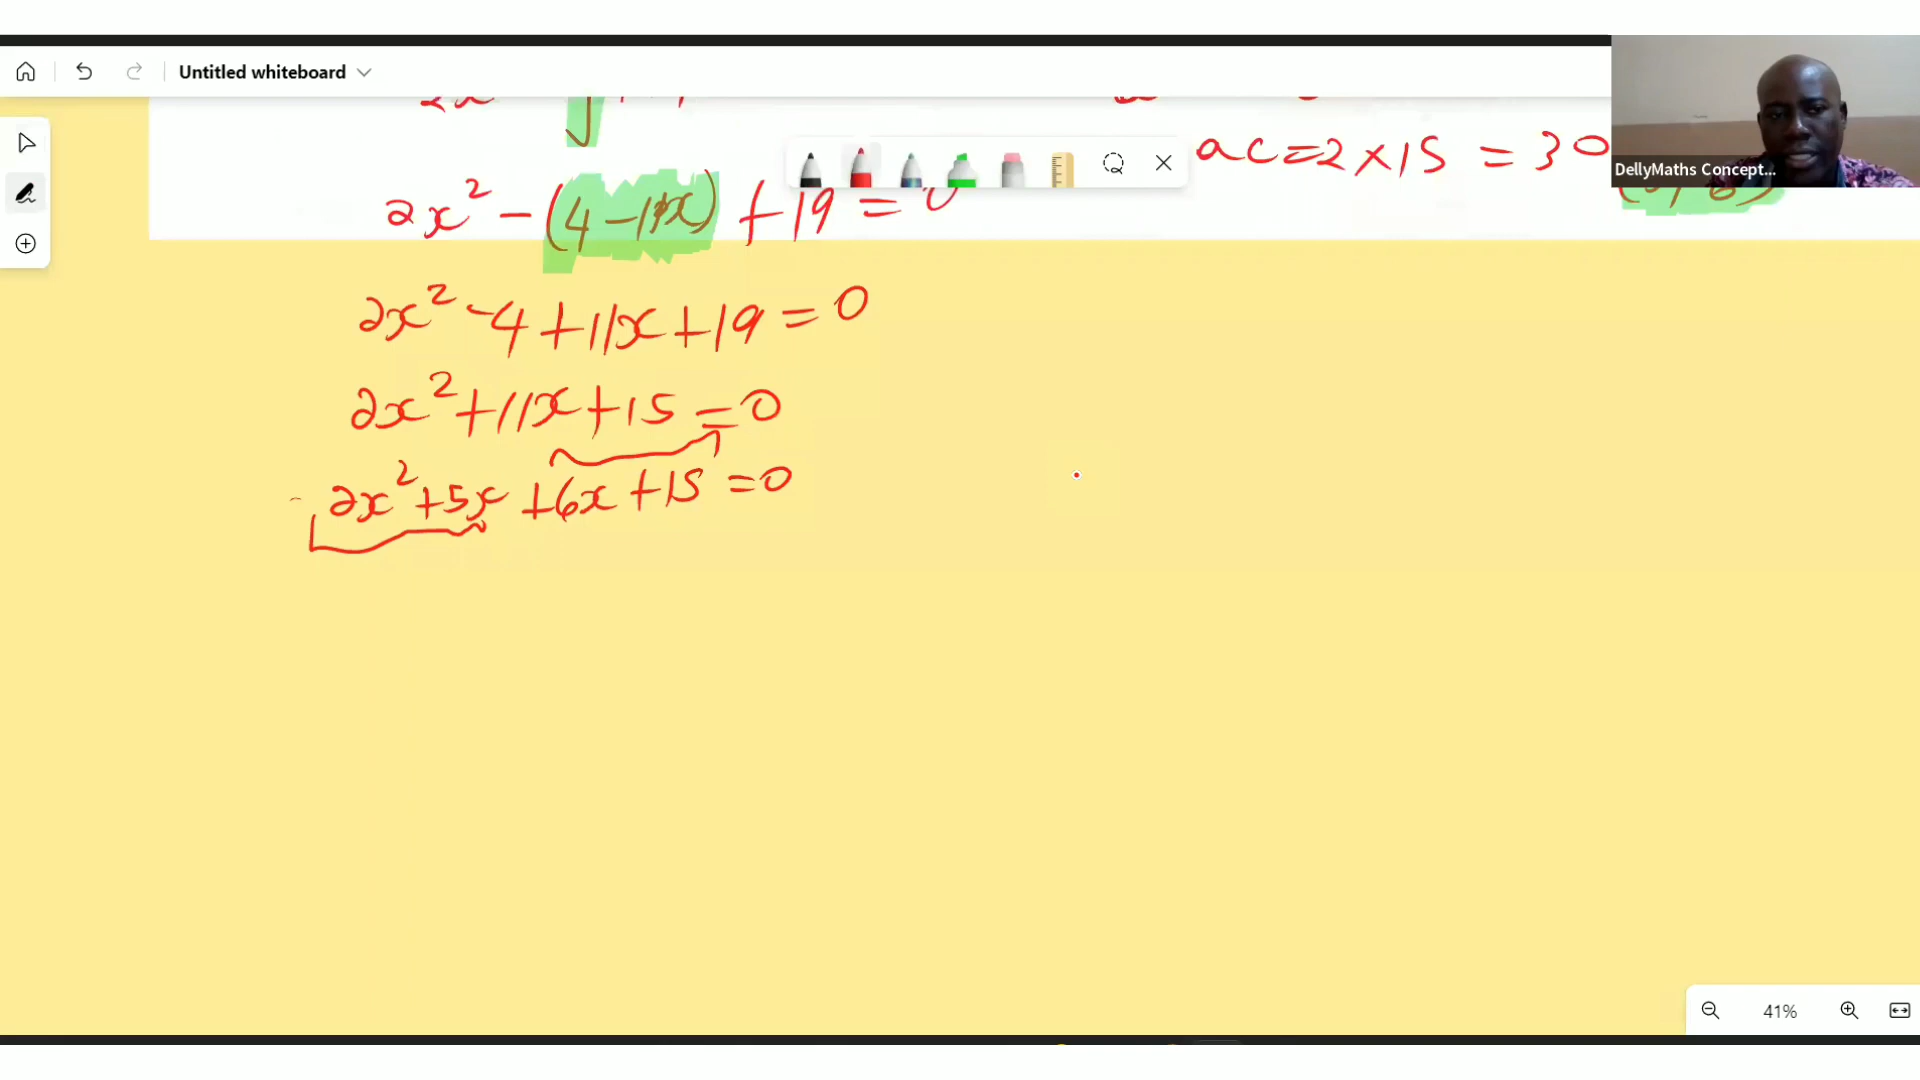 Untitled whiteboard
ac=2×15 = 30
DellyMaths Concept...
2x² - (4-11x) +19=0
2x² -4+11x+19=0
2x²+11x+15=0
2x²+5x +6x +15 =0
41%